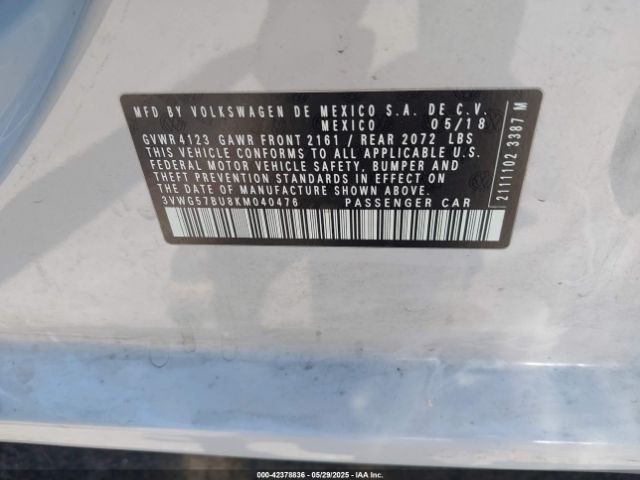 MFD BY VOLKSWAGEN DE MEXICO S.A. DE C.V.
MEXICO 05/18
GVWR 4123 GAWR FRONT 2161 / REAR 2072 LBS
THIS VEHICLE CONFORMS TO ALL APPLICABLE U.S.
FEDERAL MOTOR VEHICLE SAFETY, BUMPER AND
THEFT PREVENTION STANDARDS IN EFFECT ON THE
DATE OF MANUFACTURE SHOWN ABOVE.
3VWG57BU8KM040476 PASSENGER CAR
2111102 3387 M
000-42378836 - 05/29/2025 - IAA Inc.